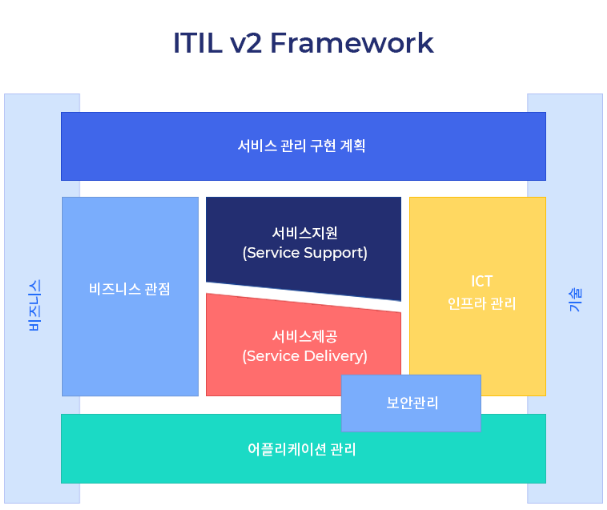 ITIL v2 Framework
서비스 관리 구현 계획
비즈니스
비즈니스 관점
서비스지원
(Service Support)
서비스제공
(Service Delivery)
ICT
인프라 관리
기술
보안관리
어플리케이션 관리